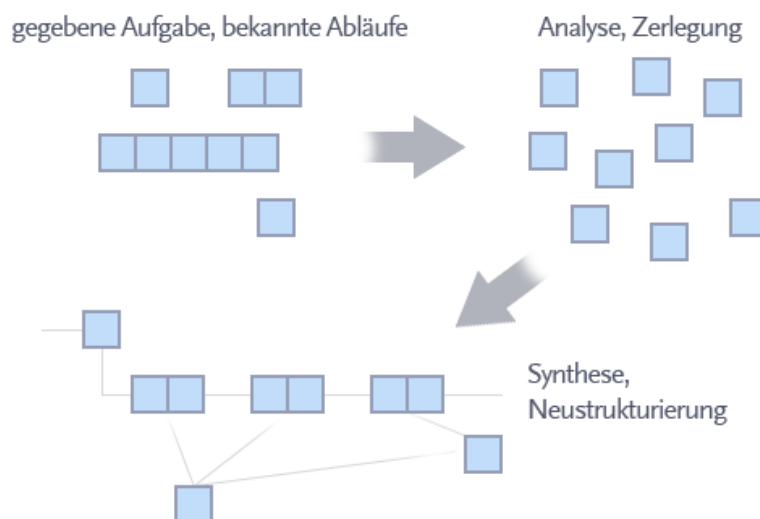 gegebene Aufgabe, bekannte Abläufe
Analyse, Zerlegung
Synthese,
Neustrukturierung